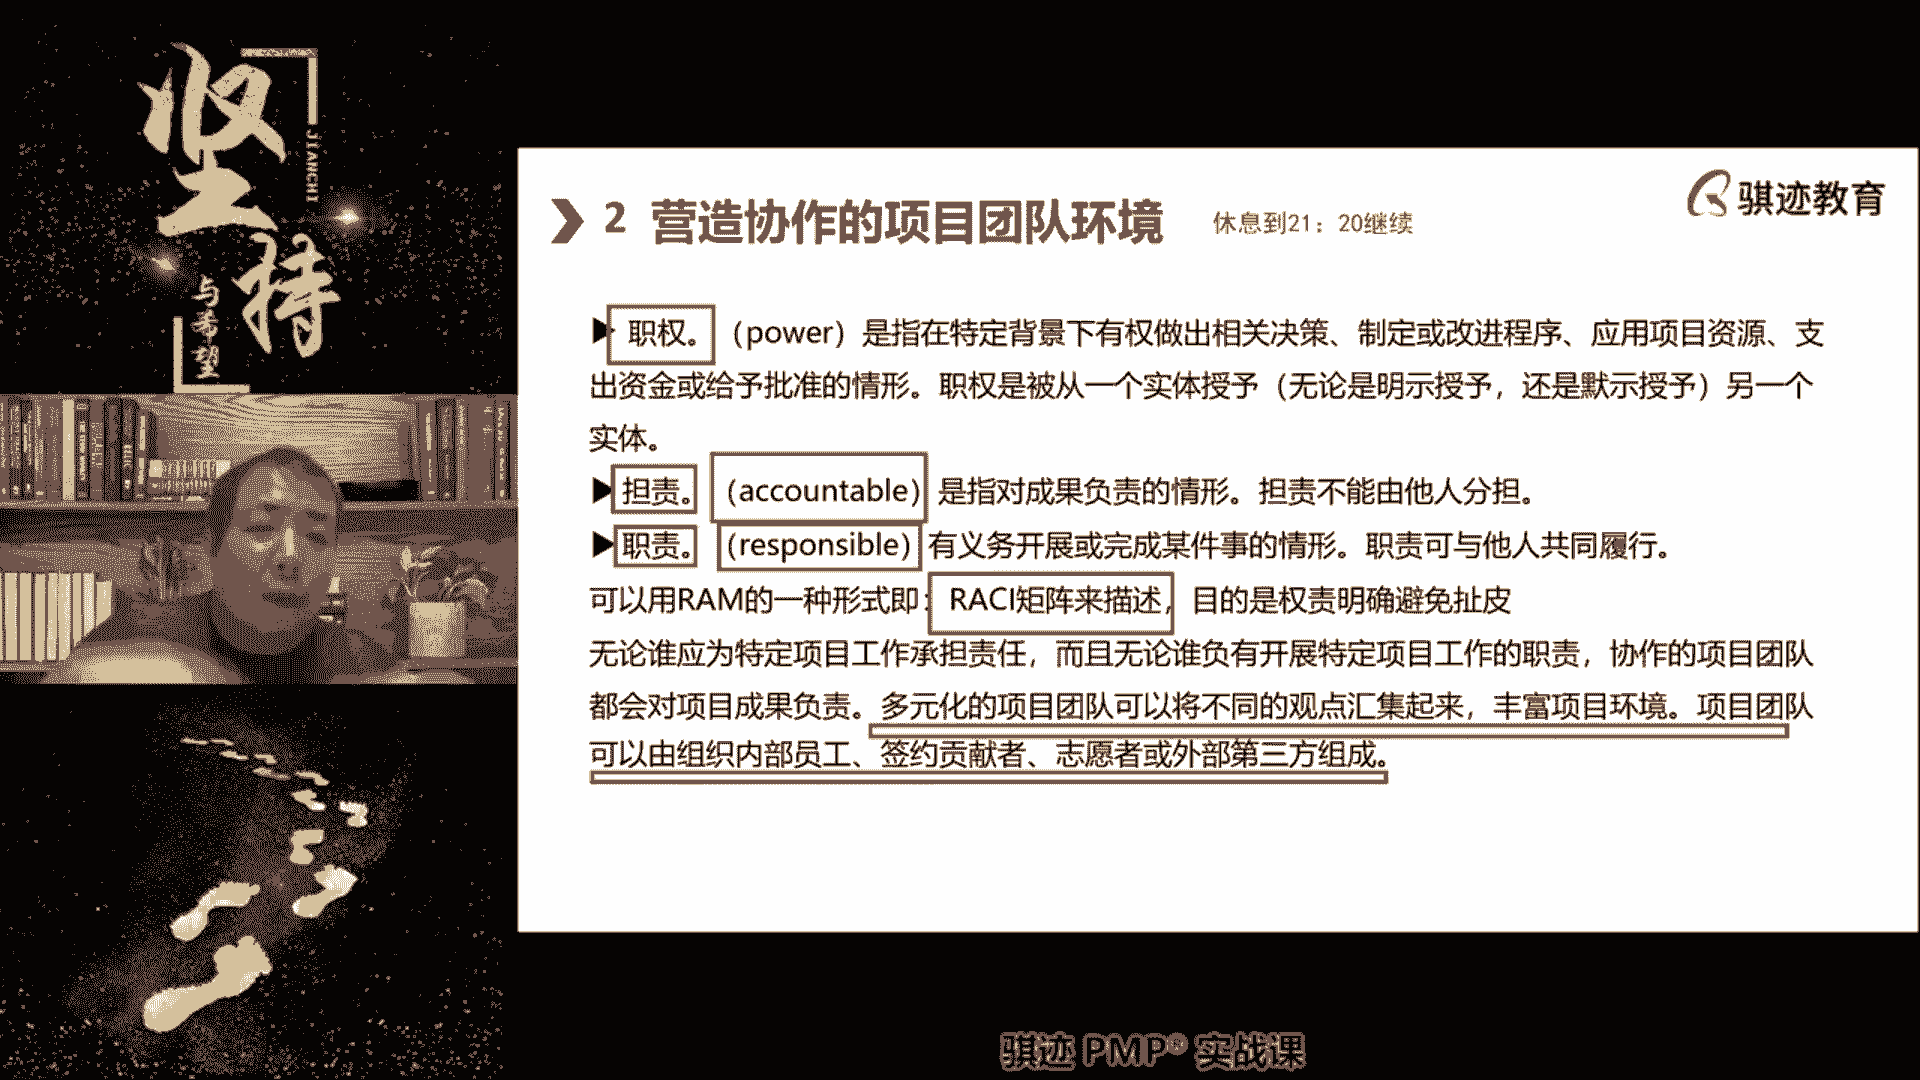 坚持
JIANCHI
与希望
骐迹教育
2 营造协作的项目团队环境 休息到21：20继续
职权。（power）是指在特定背景下有权做出相关决策、制定或改进程序、应用项目资源、支
出资金或给予批准的情形。职权是被从一个实体授予（无论是明示授予，还是默示授予）另一个
实体。
担责。（accountable）是指对成果负责的情形。担责不能由他人分担。
职责。（responsible）有义务开展或完成某件事的情形。职责可与他人共同履行。
可以用RAM的一种形式即：RACI矩阵来描述，目的是权责明确避免扯皮
无论谁应为特定项目工作承担责任，而且无论谁负有开展特定项目工作的职责，协作的项目团队
都会对项目成果负责。多元化的项目团队可以将不同的观点汇集起来，丰富项目环境。项目团队
可以由组织内部员工、签约贡献者、志愿者或外部第三方组成。
骐迹 PMP® 实战课